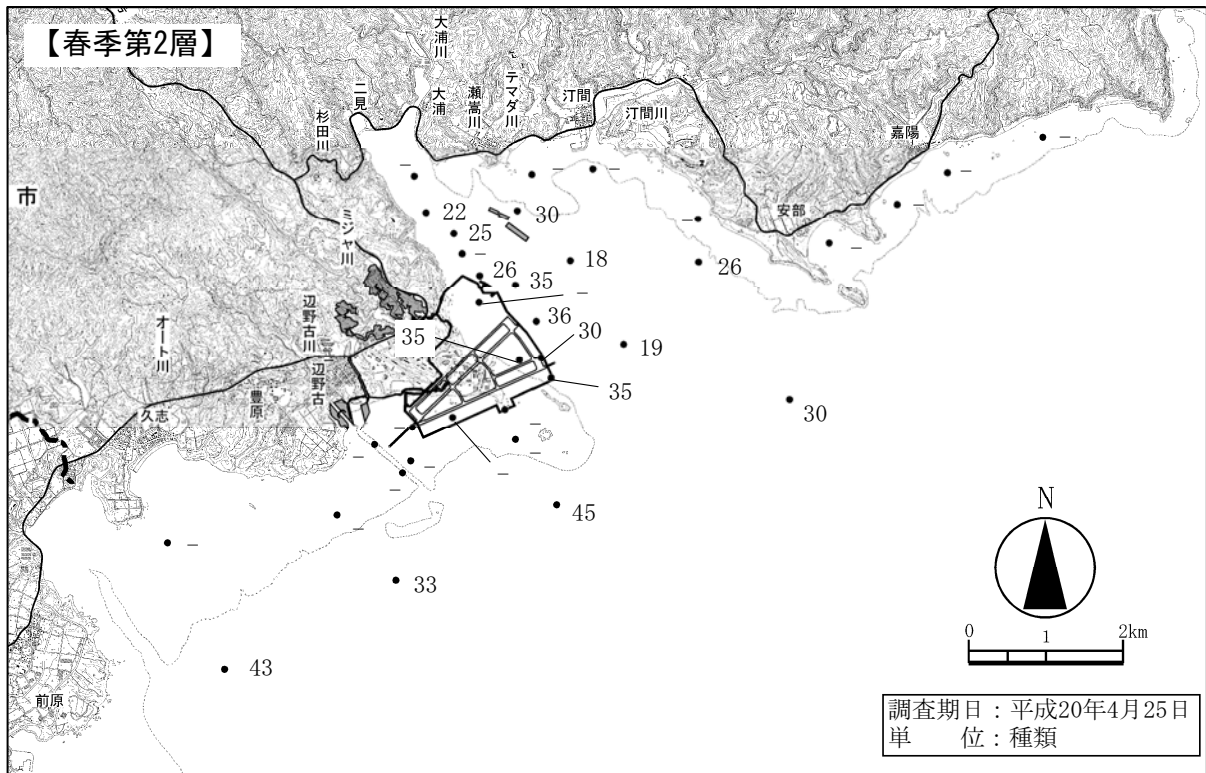 【春季第2層】
大浦川
大浦
瀬嵩川
テマダ川
汀間
汀間川
二見
杉田川
嘉陽
安部
市
ミジャ川
辺野古川
辺野古
オート川
豊原
久志
前原
－
－
－
－
－
－
－
－
22
30
25
－
18
26
26
35
－
36
30
35
19
35
30
－
－
－
－
－
－
－
－
45
33
43
N
0 1 2km
調査期日：平成20年4月25日
単　　位：種類